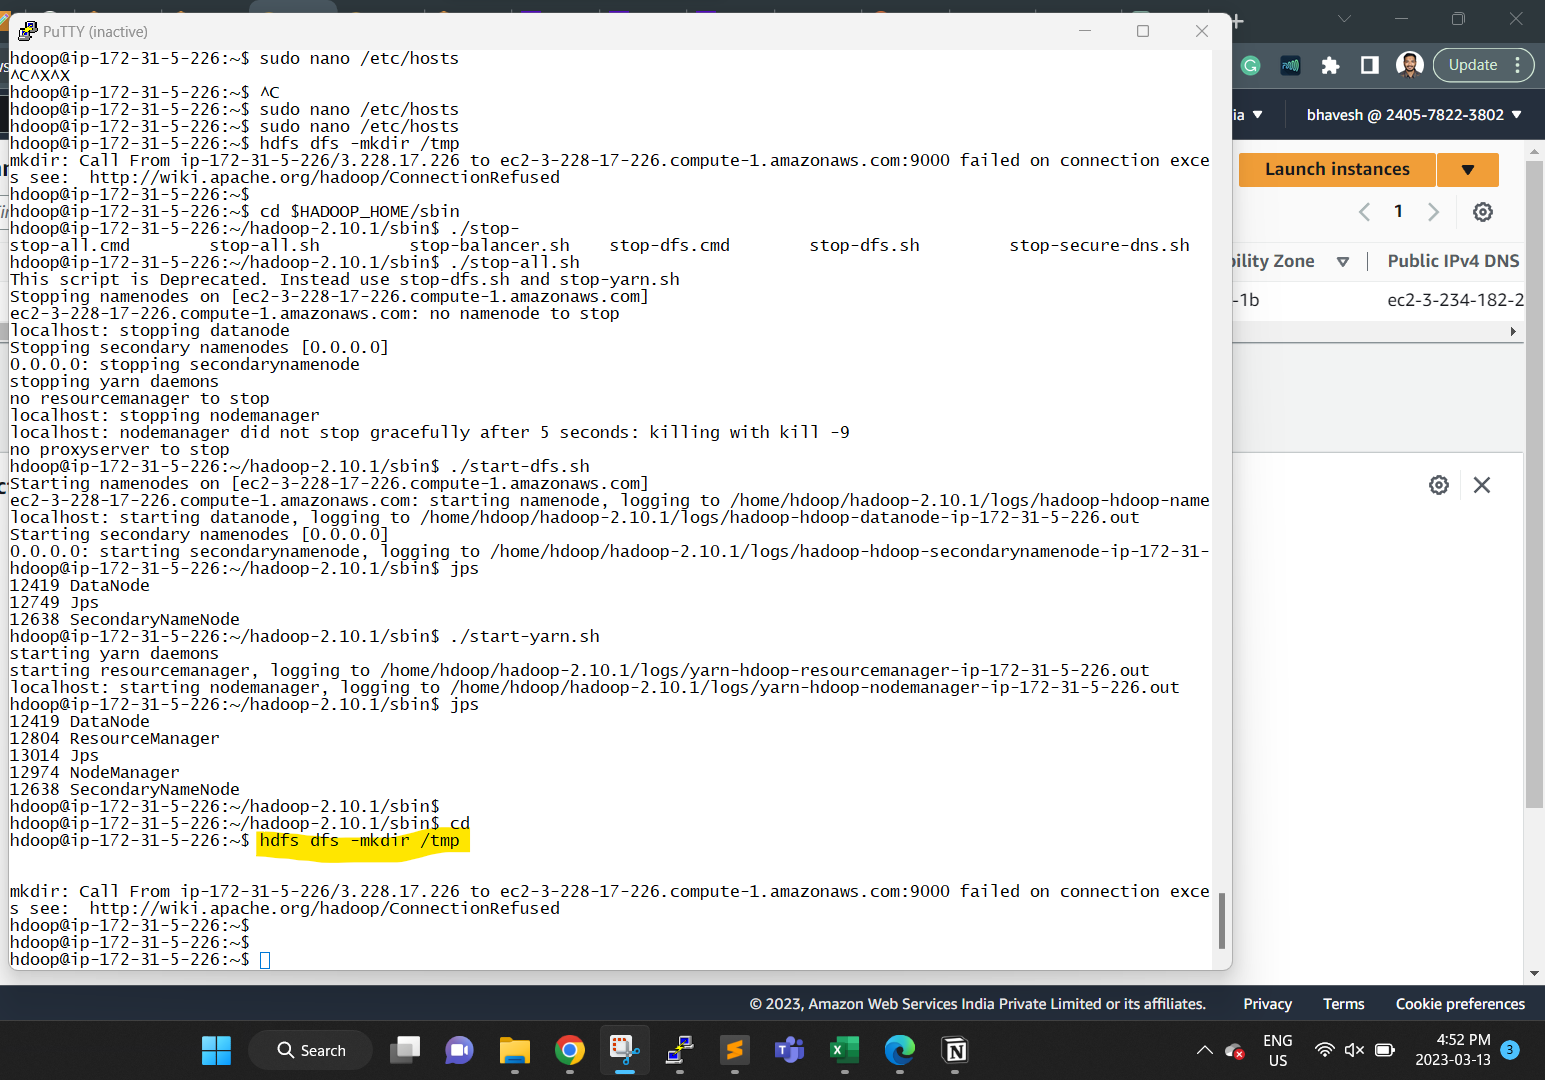 PuTTY (inactive)
hdoop@ip-172-31-5-226:~$ sudo nano /etc/hosts
^C^X^X
hdoop@ip-172-31-5-226:~$ ^C
hdoop@ip-172-31-5-226:~$ sudo nano /etc/hosts
hdoop@ip-172-31-5-226:~$ sudo nano /etc/hosts
hdoop@ip-172-31-5-226:~$ hdfs dfs -mkdir /tmp
mkdir: Call From ip-172-31-5-226/3.228.17.226 to ec2-3-228-17-226.compute-1.amazonaws.com:9000 failed on connection exce
s see:  http://wiki.apache.org/hadoop/ConnectionRefused
hdoop@ip-172-31-5-226:~$
hdoop@ip-172-31-5-226:~$ cd $HADOOP_HOME/sbin
hdoop@ip-172-31-5-226:~/hadoop-2.10.1/sbin$ ./stop-
stop-all.cmd        stop-all.sh         stop-balancer.sh    stop-dfs.cmd        stop-dfs.sh         stop-secure-dns.sh
hdoop@ip-172-31-5-226:~/hadoop-2.10.1/sbin$ ./stop-all.sh
This script is Deprecated. Instead use stop-dfs.sh and stop-yarn.sh
Stopping namenodes on [ec2-3-228-17-226.compute-1.amazonaws.com]
ec2-3-228-17-226.compute-1.amazonaws.com: no namenode to stop
localhost: stopping datanode
Stopping secondary namenodes [0.0.0.0]
0.0.0.0: stopping secondarynamenode
stopping yarn daemons
no resourcemanager to stop
localhost: stopping nodemanager
localhost: nodemanager did not stop gracefully after 5 seconds: killing with kill -9
no proxyserver to stop
hdoop@ip-172-31-5-226:~/hadoop-2.10.1/sbin$ ./start-dfs.sh
Starting namenodes on [ec2-3-228-17-226.compute-1.amazonaws.com]
ec2-3-228-17-226.compute-1.amazonaws.com: starting namenode, logging to /home/hdoop/hadoop-2.10.1/logs/hadoop-hdoop-name
localhost: starting datanode, logging to /home/hdoop/hadoop-2.10.1/logs/hadoop-hdoop-datanode-ip-172-31-5-226.out
Starting secondary namenodes [0.0.0.0]
0.0.0.0: starting secondarynamenode, logging to /home/hdoop/hadoop-2.10.1/logs/hadoop-hdoop-secondarynamenode-ip-172-31-
hdoop@ip-172-31-5-226:~/hadoop-2.10.1/sbin$ jps
12419 DataNode
12749 Jps
12638 SecondaryNameNode
hdoop@ip-172-31-5-226:~/hadoop-2.10.1/sbin$ ./start-yarn.sh
starting yarn daemons
starting resourcemanager, logging to /home/hdoop/hadoop-2.10.1/logs/yarn-hdoop-resourcemanager-ip-172-31-5-226.out
localhost: starting nodemanager, logging to /home/hdoop/hadoop-2.10.1/logs/yarn-hdoop-nodemanager-ip-172-31-5-226.out
hdoop@ip-172-31-5-226:~/hadoop-2.10.1/sbin$ jps
12419 DataNode
12804 ResourceManager
13014 Jps
12974 NodeManager
12638 SecondaryNameNode
hdoop@ip-172-31-5-226:~/hadoop-2.10.1/sbin$
hdoop@ip-172-31-5-226:~/hadoop-2.10.1/sbin$ cd
hdoop@ip-172-31-5-226:~$ hdfs dfs -mkdir /tmp
mkdir: Call From ip-172-31-5-226/3.228.17.226 to ec2-3-228-17-226.compute-1.amazonaws.com:9000 failed on connection exce
s see:  http://wiki.apache.org/hadoop/ConnectionRefused
hdoop@ip-172-31-5-226:~$
hdoop@ip-172-31-5-226:~$
hdoop@ip-172-31-5-226:~$
Update
ia
bhavesh @ 2405-7822-3802
Launch instances
1
bility Zone
Public IPv4 DNS
-1b
ec2-3-234-182-2
© 2023, Amazon Web Services India Private Limited or its affiliates.
Privacy
Terms
Cookie preferences
Search
ENG
US
4:52 PM
2023-03-13
3